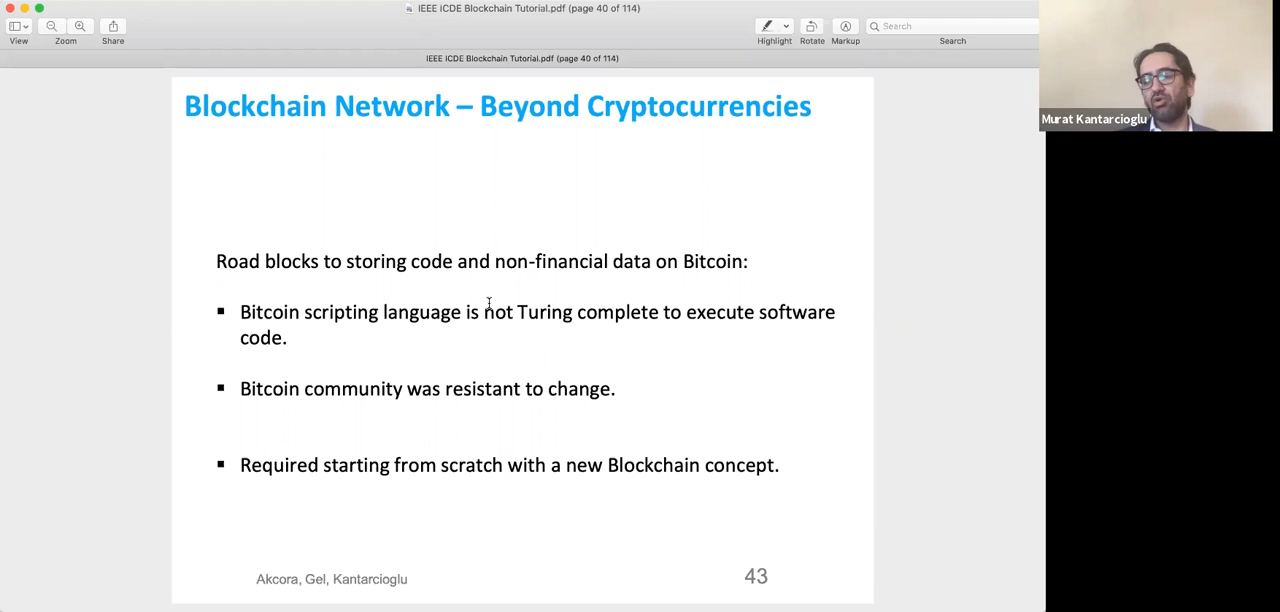 IEEE ICDE Blockchain Tutorial.pdf (page 40 of 114)
View
Zoom
Share
Highlight
Rotate
Markup
Search
Search
IEEE ICDE Blockchain Tutorial.pdf (page 40 of 114)
Murat Kantarcioglu
Blockchain Network – Beyond Cryptocurrencies
Road blocks to storing code and non-financial data on Bitcoin:
▪ Bitcoin scripting language is not Turing complete to execute software
code.
▪ Bitcoin community was resistant to change.
▪ Required starting from scratch with a new Blockchain concept.
Akcora, Gel, Kantarcioglu
43